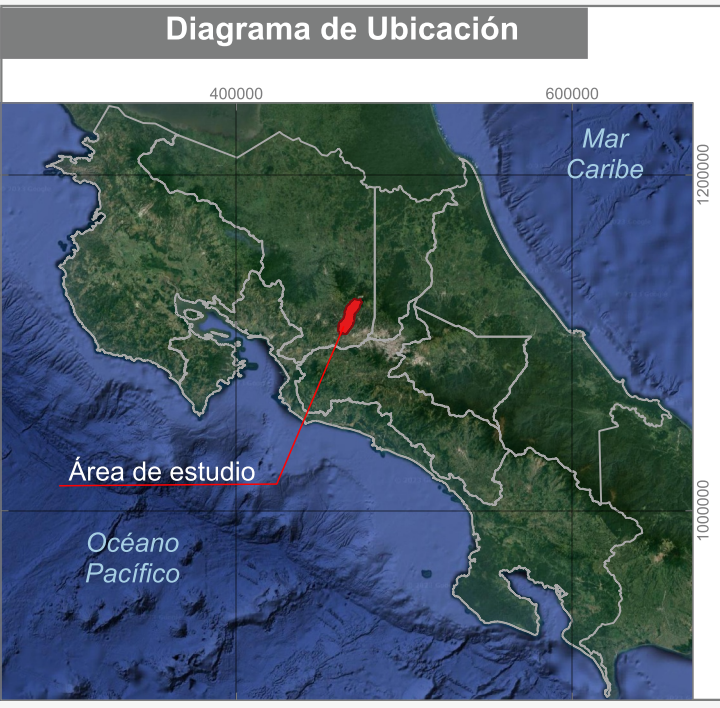 Diagrama de Ubicación
400000
600000
Mar
Caribe
1200000
Área de estudio
1000000
Océano
Pacífico